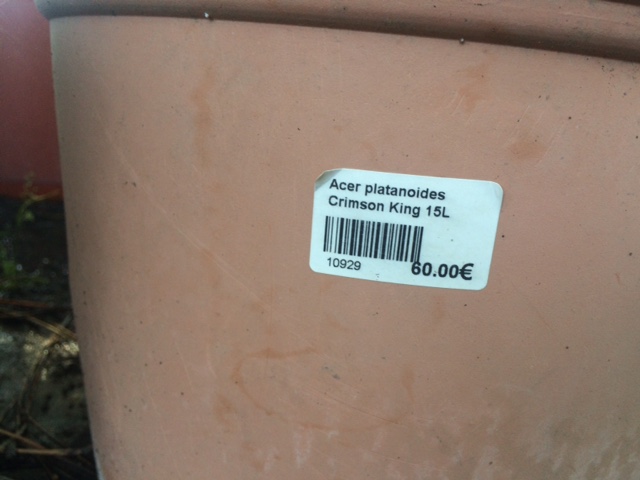 Acer platanoides
Crimson King 15L
10929
60.00€